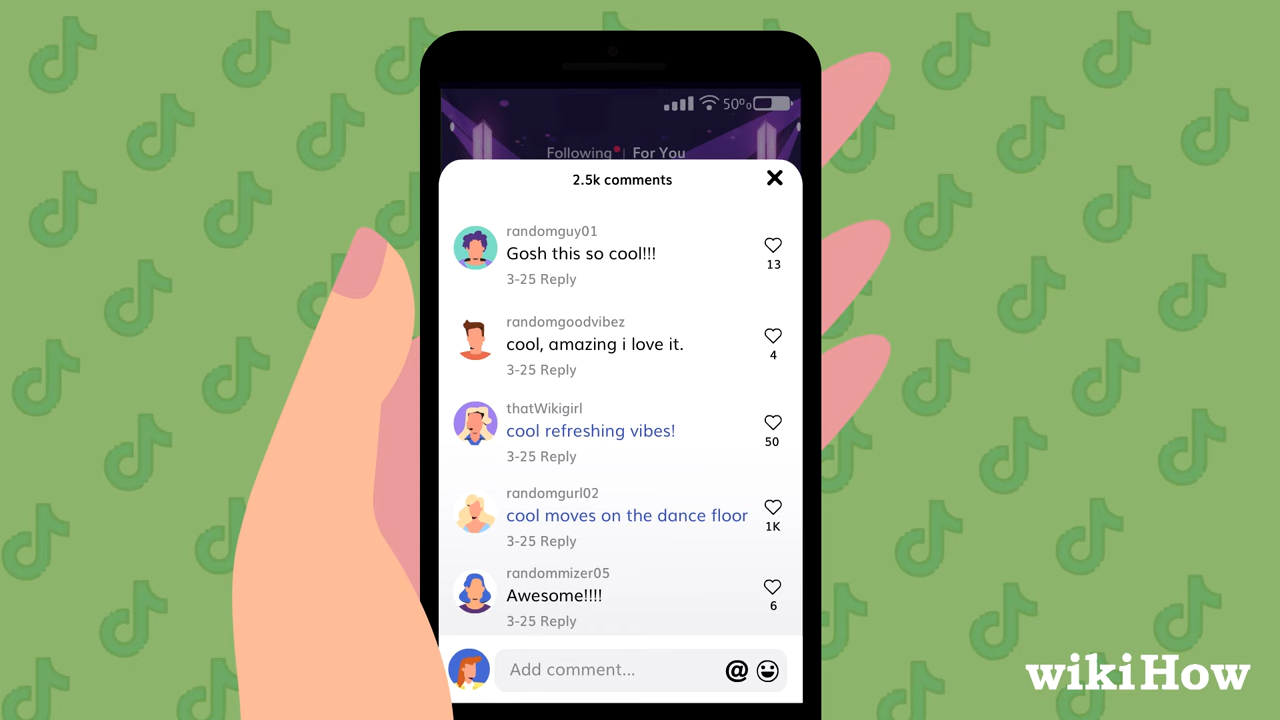 50%
Following | For You
2.5k comments
randomguy01
Gosh this so cool!!!
13
3-25 Reply
randomgoodvibez
cool, amazing i love it.
4
3-25 Reply
thatWikigirl
cool refreshing vibes!
50
3-25 Reply
randomgurl02
cool moves on the dance floor
1K
3-25 Reply
randommizer05
Awesome!!!!
6
3-25 Reply
Add comment... @
wikiHow